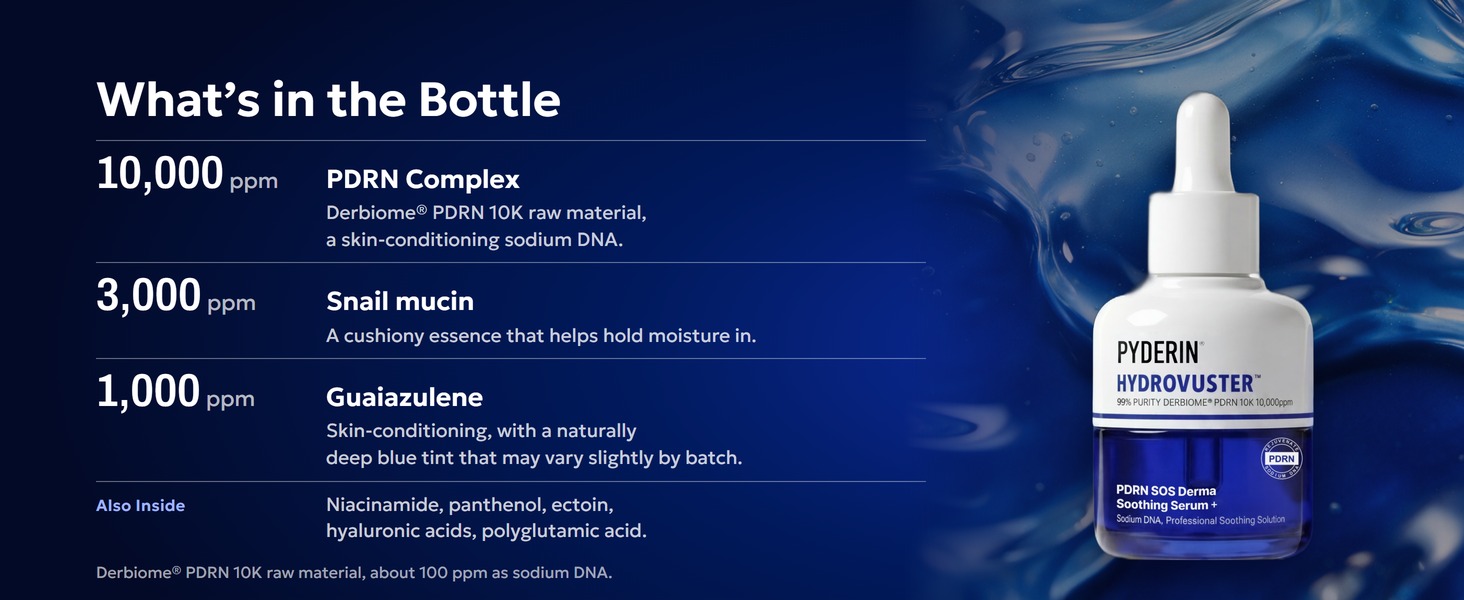 What's in the Bottle
10,000 ppm
PDRN Complex
Derbiome® PDRN 10K raw material,
a skin-conditioning sodium DNA.
3,000 ppm
Snail mucin
A cushiony essence that helps hold moisture in.
1,000 ppm
Guaiazulene
Skin-conditioning, with a naturally
deep blue tint that may vary slightly by batch.
Also Inside
Niacinamide, panthenol, ectoin,
hyaluronic acids, polyglutamic acid.
Derbiome® PDRN 10K raw material, about 100 ppm as sodium DNA.
PYDERIN
HYDROVUSTER™
99% PURITY DERBIOME® PDRN 10K 10,000ppm
REJUVENATE
PDRN
SODIUM DNA
PDRN SOS Derma
Soothing Serum +
Sodium DNA, Professional Soothing Solution